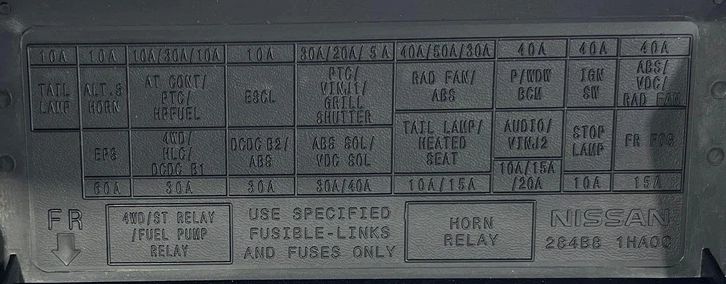 10A 10A 10A/30A/10A 10A 30A/20A/5A 40A/50A/30A 40A 40A 40A
TAIL LAMP
ALT.S HORN
AT CONT/
PTC/
HPFUEL
ESCL
PTC/
VINJ1/
GRILL
SHUTTER
RAD FAN/
ABS
P/WDW
BCM
IGN
SW
ABS/
VDC/
RAD FAN
EPS
4WD/
HLC/
DCDC B1
DCDC B2/
ABS
ABS SOL/
VDC SOL
TAIL LAMP/
HEATED
SEAT
AUDIO/
VINJ2
STOP
LAMP
FR FOG
30A 30A 30A/40A 10A/15A 10A/15A
/20A 10A 15A
FR
4WD/ST RELAY
/FUEL PUMP
RELAY
USE SPECIFIED
FUSIBLE-LINKS
AND FUSES ONLY
HORN
RELAY
NISSAN
284B8 1HA0C